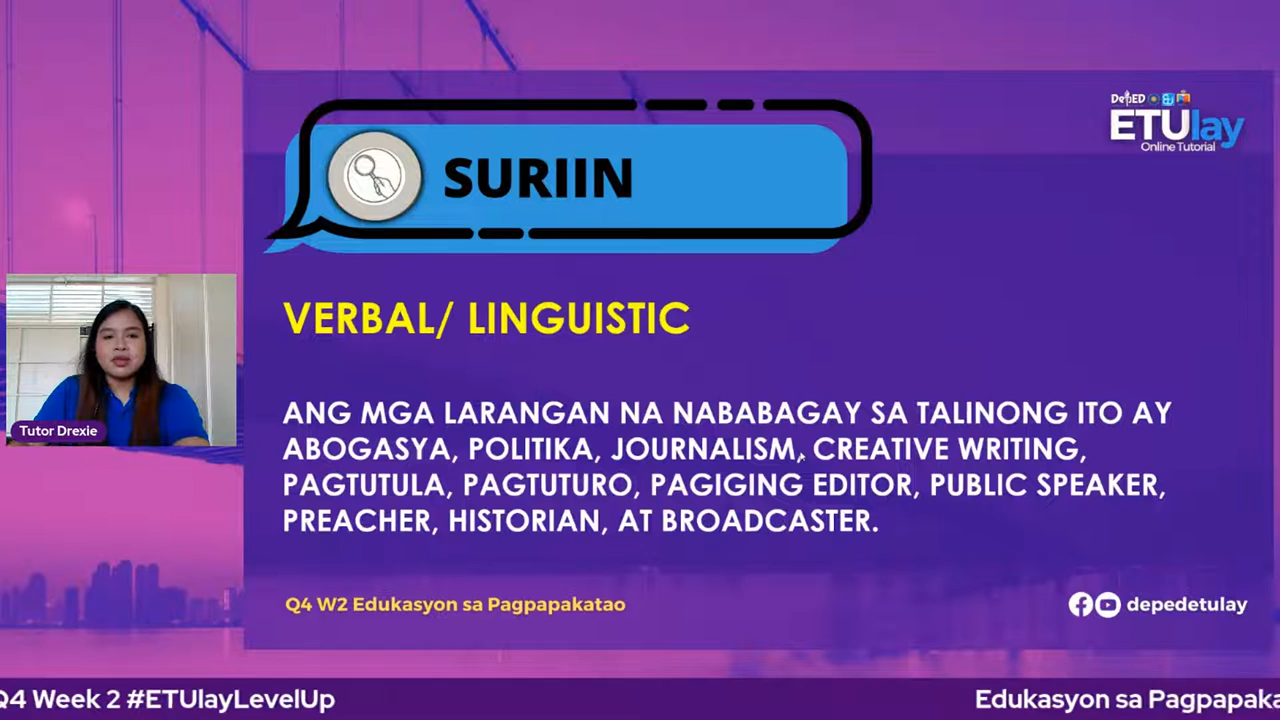 DepED
ETUlay
Online Tutorial
SURIIN
VERBAL/ LINGUISTIC
ANG MGA LARANGAN NA NABABAGAY SA TALINONG ITO AY
ABOGASYA, POLITIKA, JOURNALISM, CREATIVE WRITING,
PAGTUTULA, PAGTUTURO, PAGIGING EDITOR, PUBLIC SPEAKER,
PREACHER, HISTORIAN, AT BROADCASTER.
Tutor Drexie
Q4 W2 Edukasyon sa Pagpapakatao
depedetulay
Q4 Week 2 #ETUlayLevelUp
Edukasyon sa Pagpapaka